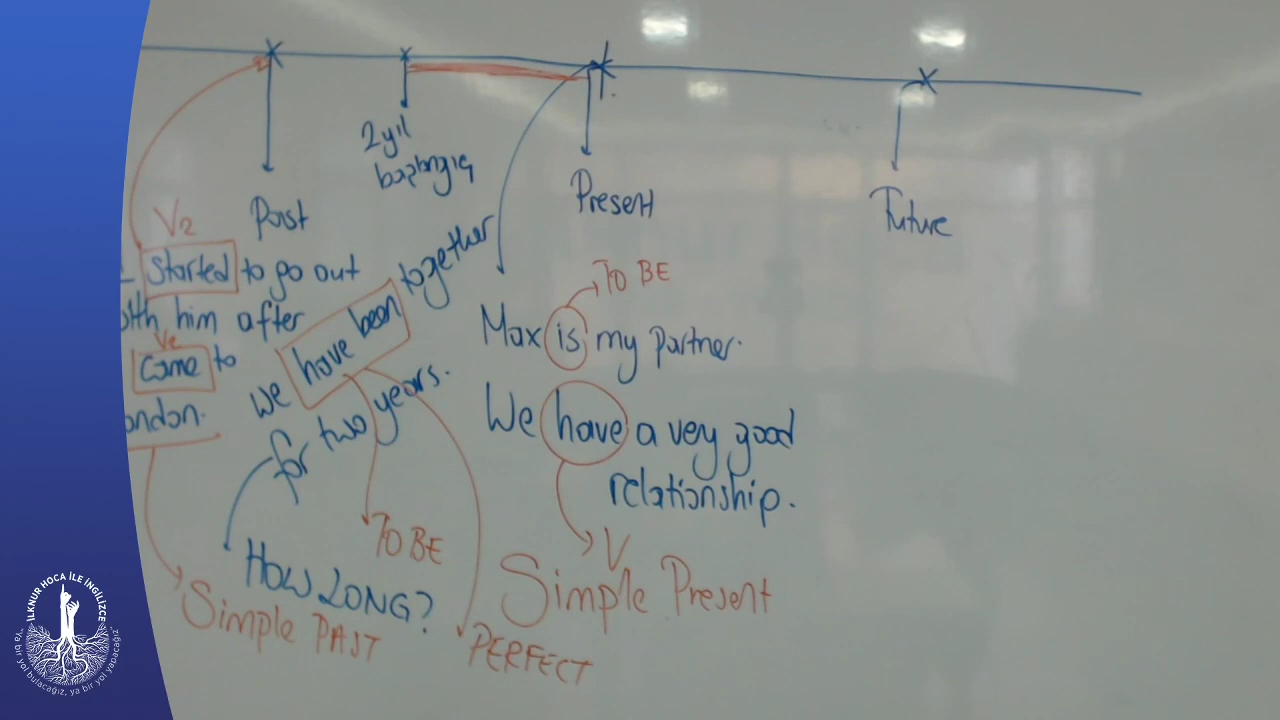 2 yıl
başlangıç
Past
Present
Future
V2
started to go out
with him after
V2
came to
ondon.
We have been together
for two years.
HOW LONG?
TO BE
Simple PAST
PERFECT
TO BE
Max is my partner.
We have a very good
relationship.
V
Simple Present
İLKNUR HOCA İLE İNGİLİZCE
"ya bir yol bulacağız, ya bir yol yapacağız"